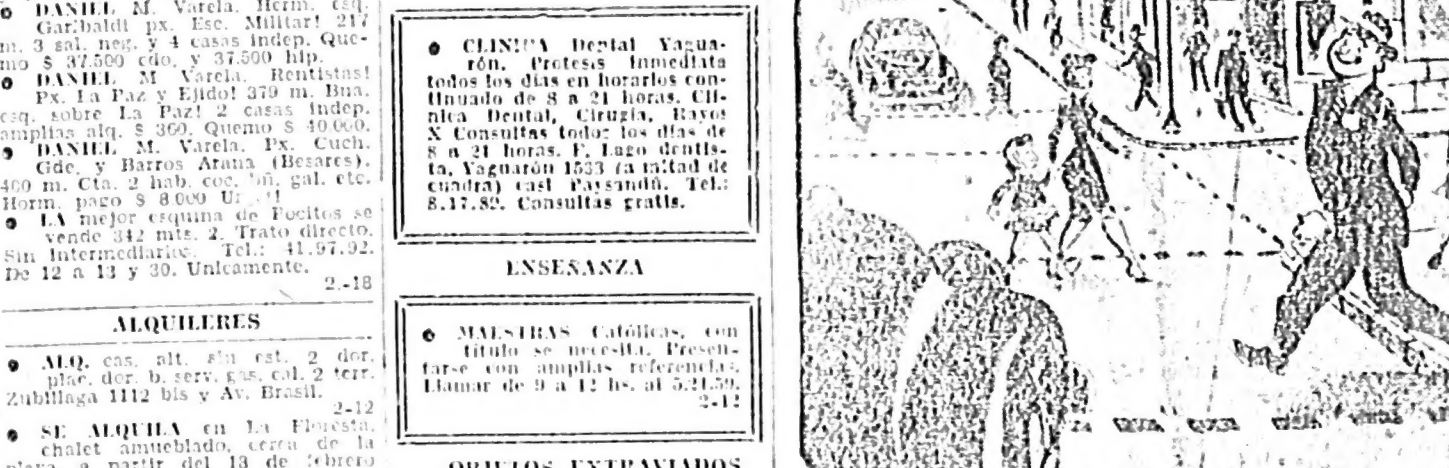 DANIEL M. Varela. Herm. esq.
Garibaldi px. Esc. Militar! 217
m. 3 sal. neg. y 4 casas indep. Que-
mo $ 37.500 cdo, y 37.500 hip.
DANIEL M Varela. Rentistas!
Px. La Paz y Ejido! 379 m. Bna.
esq. sobre La Paz! 2 casas indep.
amplias alq. $ 360. Quemo $ 40.000.
DANIEL M. Varela. Px. Cuch.
Gde. y Barros Arana (Besares).
400 m. Cta. 2 hab. coc. bñ, gal. etc.
Horm. pago $ 8.000
LA mejor esquina de Pocitos se
vende 342 mts. 2. Trato directo.
Sin Intermediarios. Tel.: 41.97.92.
De 12 a 13 y 30. Unicamente.
2.-18
ALQUILERES
ALQ. cas. alt. sin est. 2 dor.
plac. dor. b. serv. gas. cal. 2 terr.
Zubillaga 1112 bis y Av. Brasil.
2-12
SE ALQUILA en La Floresta,
chalet amueblado, cerca de la
playa, a partir del 13 de febrero
CLINICA Dental Yagua-
rón. Protesis Inmediata
todos los días en horarios con-
tinuado de 8 a 21 horas. Clí-
nica Dental, Cirugía, Rayos
X Consultas todos los días de
8 a 21 horas. F. Lugo dentis-
ta. Yaguarón 1533 (a mitad de
cuadra) casi Paysandú. Tel.:
8.17.82. Consultas gratis.
ENSEÑANZA
MAESTRAS Católicas, con
título se necesita. Presen-
tarse con amplias referencias.
Llamar de 9 a 12 hs. al 5.21.59.
2-12
OBJETOS EXTRAVIADOS